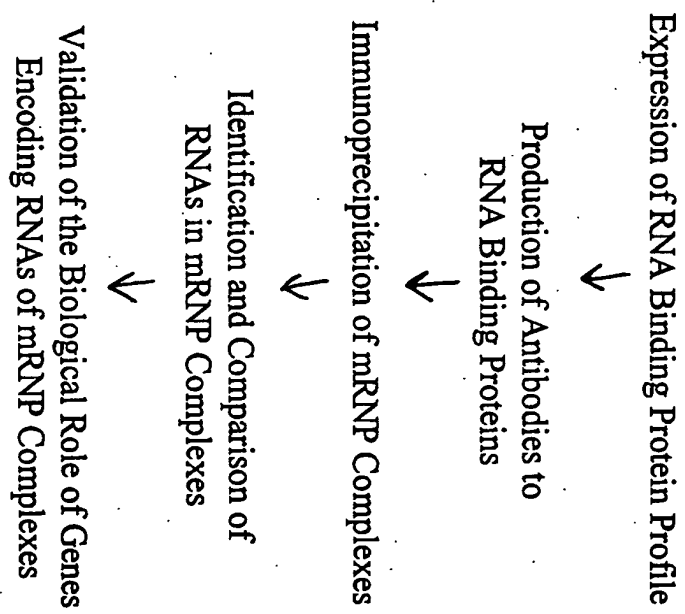 Expression of RNA Binding Protein Profile
Production of Antibodies to
RNA Binding Proteins
Immunoprecipitation of mRNP Complexes
Identification and Comparison of
RNAs in mRNP Complexes
Validation of the Biological Role of Genes
Encoding RNAs of mRNP Complexes